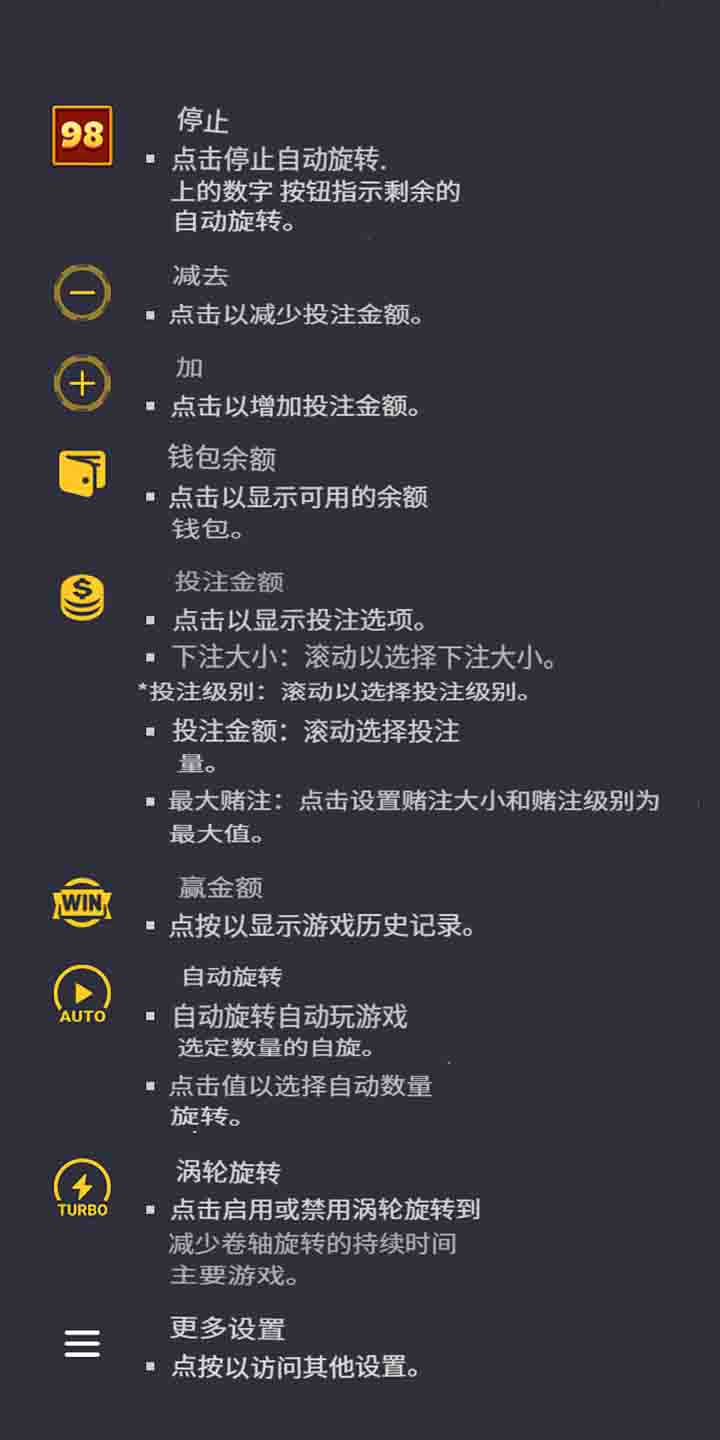 98
停止
▪ 点击停止自动旋转.
上的数字 按钮指示剩余的
自动旋转。
减去
▪ 点击以减少投注金额。
加
▪ 点击以增加投注金额。
钱包余额
▪ 点击以显示可用的余额
钱包。
投注金额
▪ 点击以显示投注选项。
▪ 下注大小：滚动以选择下注大小。
*投注级别：滚动以选择投注级别。
▪ 投注金额：滚动选择投注
量。
▪ 最大赌注：点击设置赌注大小和赌注级别为
最大值。
WIN
赢金额
▪ 点按以显示游戏历史记录。
自动旋转
AUTO
▪ 自动旋转自动玩游戏
选定数量的自旋。
▪ 点击值以选择自动数量
旋转。
涡轮旋转
TURBO
▪ 点击启用或禁用涡轮旋转到
减少卷轴旋转的持续时间
主要游戏。
更多设置
▪ 点按以访问其他设置。